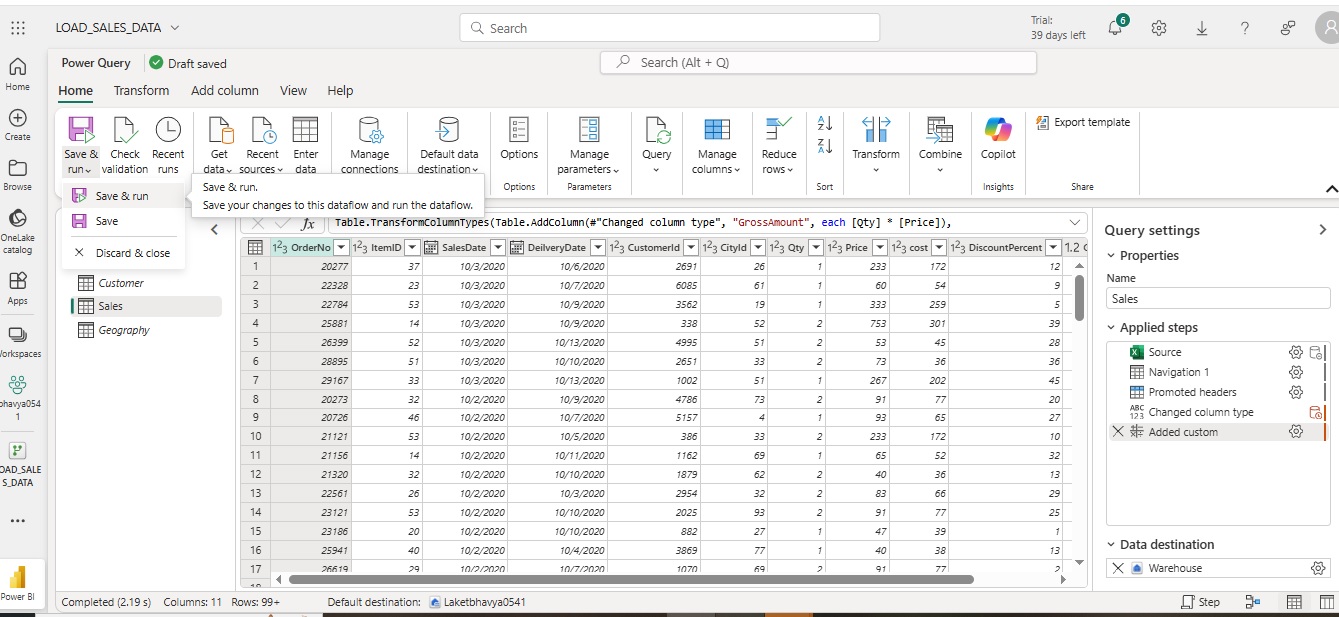 LOAD_SALES_DATA
Search
Trial:
39 days left
6
Home
Create
Browse
OneLake
catalog
Apps
Workspaces
bhavya054
1
LOAD_SALE
S_DATA
Power BI
Power Query
Draft saved
Search (Alt + Q)
Home Transform Add column View Help
Save &
run
Check
validation
Recent
runs
Get
data
Recent
sources
Enter
data
Manage
connections
Default data
destination
Options
Options
Manage
parameters
Parameters
Query
Manage
columns
Reduce
rows
Sort
Transform
Combine
Copilot
Insights
Export template
Share
Save & run
Save
Discard & close
Save & run.
Save your changes to this dataflow and run the dataflow.
fx Table.TransformColumnTypes(Table.AddColumn(#"Changed column type", "GrossAmount", each [Qty] * [Price]),
Customer
Sales
Geography
OrderNo ItemID SalesDate DeilveryDate CustomerId CityId Qty Price cost DiscountPercent 1.2
1 20277 37 10/3/2020 10/6/2020 2691 26 1 233 172 12
2 22328 23 10/3/2020 10/7/2020 6085 61 1 60 54 9
3 22784 53 10/3/2020 10/9/2020 3562 19 1 333 259 5
4 25881 14 10/3/2020 10/9/2020 338 52 2 753 301 39
5 26399 52 10/3/2020 10/13/2020 4995 51 2 53 45 28
6 28895 51 10/3/2020 10/10/2020 2651 33 2 73 36 36
7 29167 33 10/3/2020 10/13/2020 1002 51 1 267 202 45
8 20273 32 10/2/2020 10/9/2020 4786 73 2 91 77 20
9 20726 46 10/2/2020 10/7/2020 5157 4 1 93 65 27
10 21121 53 10/2/2020 10/5/2020 386 33 2 233 172 10
11 21156 14 10/2/2020 10/11/2020 1162 69 1 65 52 32
12 21320 32 10/2/2020 10/10/2020 1879 62 2 40 36 13
13 22561 26 10/2/2020 10/3/2020 2954 32 2 83 66 29
14 23121 53 10/2/2020 10/10/2020 2025 93 2 91 77 25
15 23186 20 10/2/2020 10/10/2020 882 27 1 47 39 1
16 25941 40 10/2/2020 10/4/2020 3869 77 1 40 38 13
17 26619 29 10/2/2020 10/7/2020 1070 69 2 91 77 2
Query settings
Properties
Name
Sales
Applied steps
Source
Navigation 1
Promoted headers
Changed column type
Added custom
Data destination
Warehouse
Completed (2.19 s) Columns: 11 Rows: 99+
Default destination: Laketbhavya0541
Step